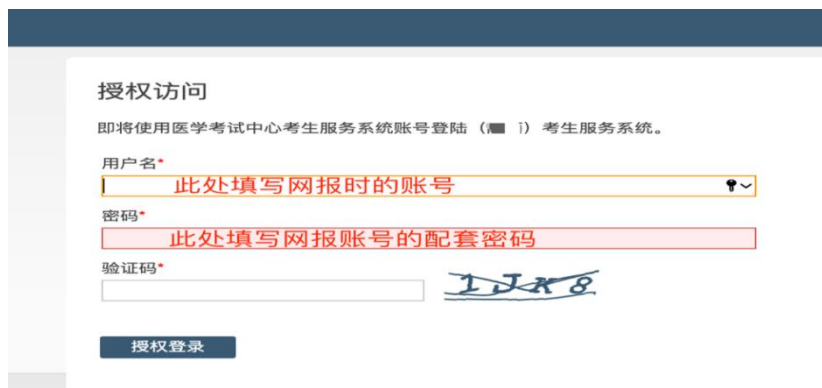 授权访问
即将使用医学考试中心考生服务系统账号登陆（ ）考生服务系统。
用户名*
此处填写网报时的账号
密码*
此处填写网报账号的配套密码
验证码*
1JK8
授权登录